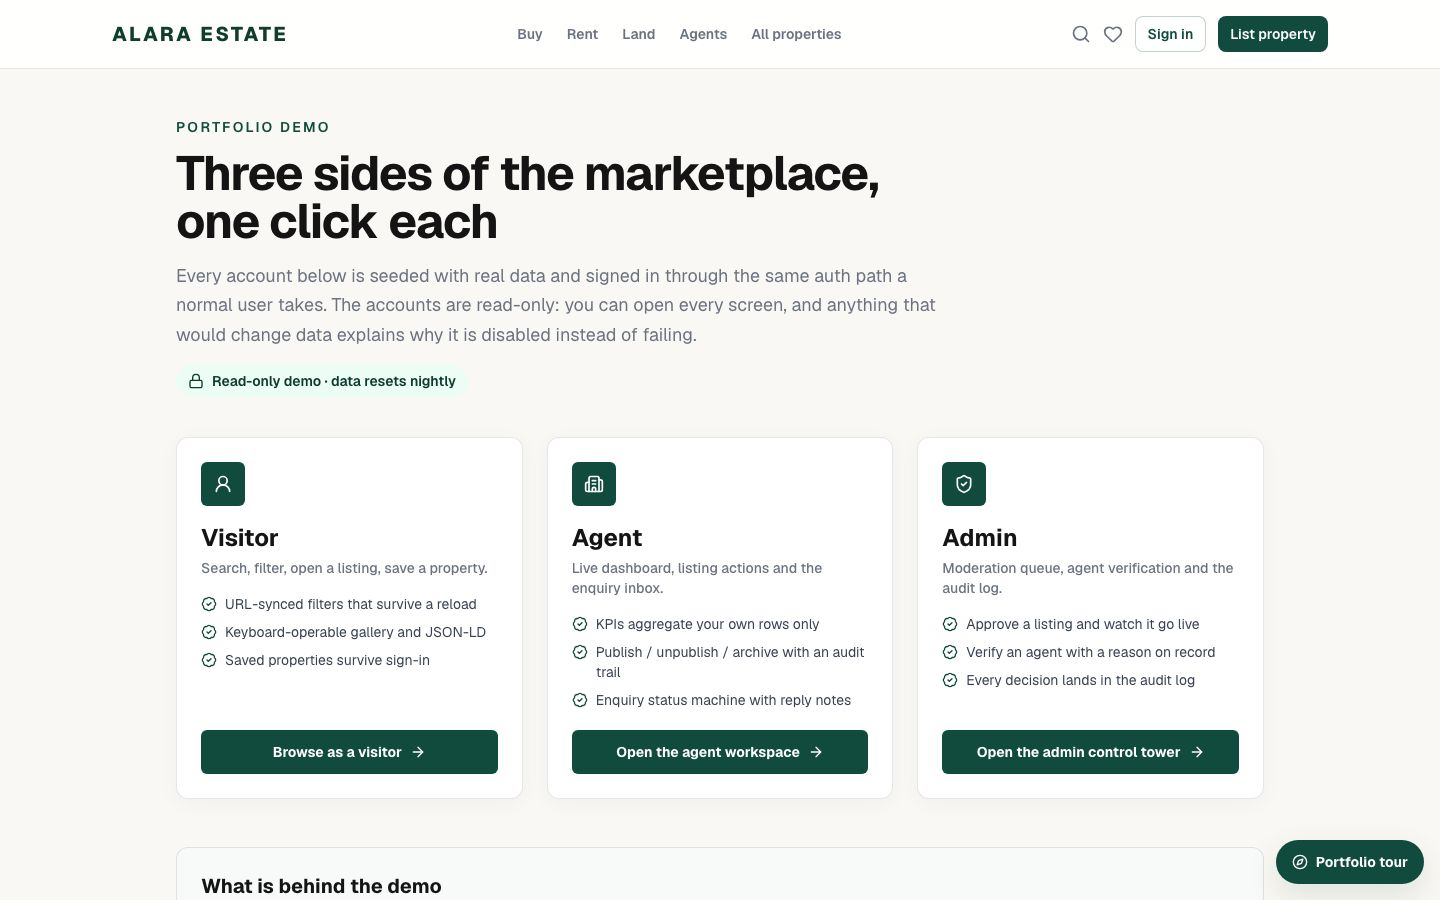 ALARA ESTATE
Buy
Rent
Land
Agents
All properties
Sign in
List property
PORTFOLIO DEMO
Three sides of the marketplace,
one click each
Every account below is seeded with real data and signed in through the same auth path a
normal user takes. The accounts are read-only: you can open every screen, and anything that
would change data explains why it is disabled instead of failing.
Read-only demo · data resets nightly
Visitor
Search, filter, open a listing, save a property.
URL-synced filters that survive a reload
Keyboard-operable gallery and JSON-LD
Saved properties survive sign-in
Browse as a visitor
Agent
Live dashboard, listing actions and the
enquiry inbox.
KPIs aggregate your own rows only
Publish / unpublish / archive with an audit
trail
Enquiry status machine with reply notes
Open the agent workspace
Admin
Moderation queue, agent verification and the
audit log.
Approve a listing and watch it go live
Verify an agent with a reason on record
Every decision lands in the audit log
Open the admin control tower
What is behind the demo
Portfolio tour